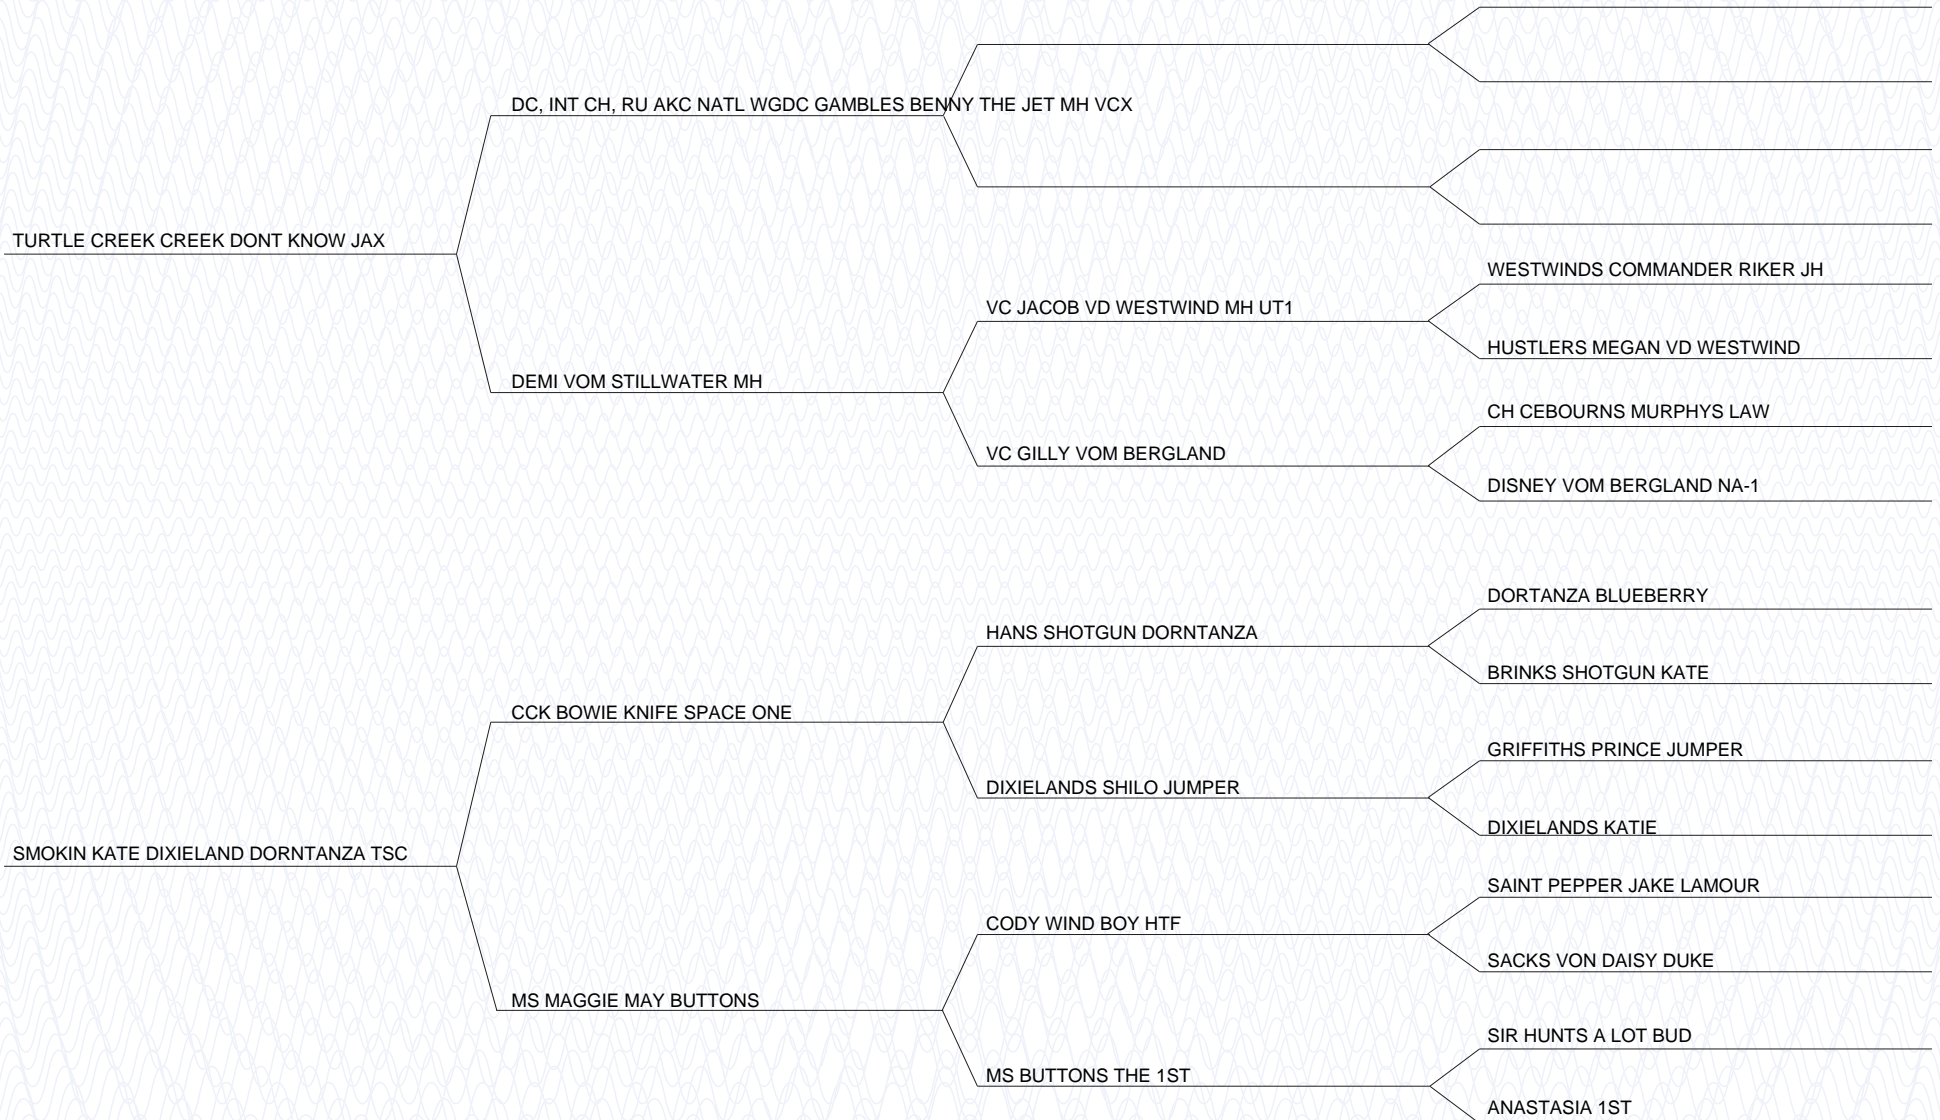 DC, INT CH, RU AKC NATL WGDC GAMBLES BENNY THE JET MH VCX
TURTLE CREEK CREEK DONT KNOW JAX
WESTWINDS COMMANDER RIKER JH
VC JACOB VD WESTWIND MH UT1
HUSTLERS MEGAN VD WESTWIND
DEMI VOM STILLWATER MH
CH CEBOURNS MURPHYS LAW
VC GILLY VOM BERGLAND
DISNEY VOM BERGLAND NA-1
DORTANZA BLUEBERRY
HANS SHOTGUN DORNTANZA
BRINKS SHOTGUN KATE
CCK BOWIE KNIFE SPACE ONE
GRIFFITHS PRINCE JUMPER
DIXIELANDS SHILO JUMPER
DIXIELANDS KATIE
SMOKIN KATE DIXIELAND DORNTANZA TSC
SAINT PEPPER JAKE LAMOUR
CODY WIND BOY HTF
SACKS VON DAISY DUKE
MS MAGGIE MAY BUTTONS
SIR HUNTS A LOT BUD
MS BUTTONS THE 1ST
ANASTASIA 1ST